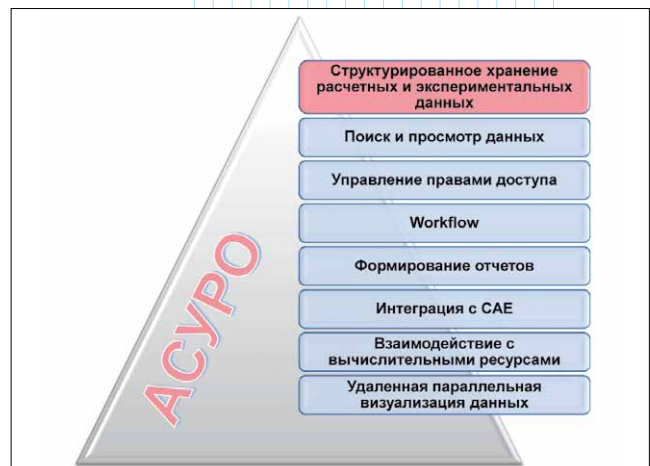 Структурированное хранение
расчетных и экспериментальных
данных
Поиск и просмотр данных
Управление правами доступа
Workflow
Формирование отчетов
Интеграция с CAE
Взаимодействие с
вычислительными ресурсами
Удаленная параллельная
визуализация данных
АСУРО